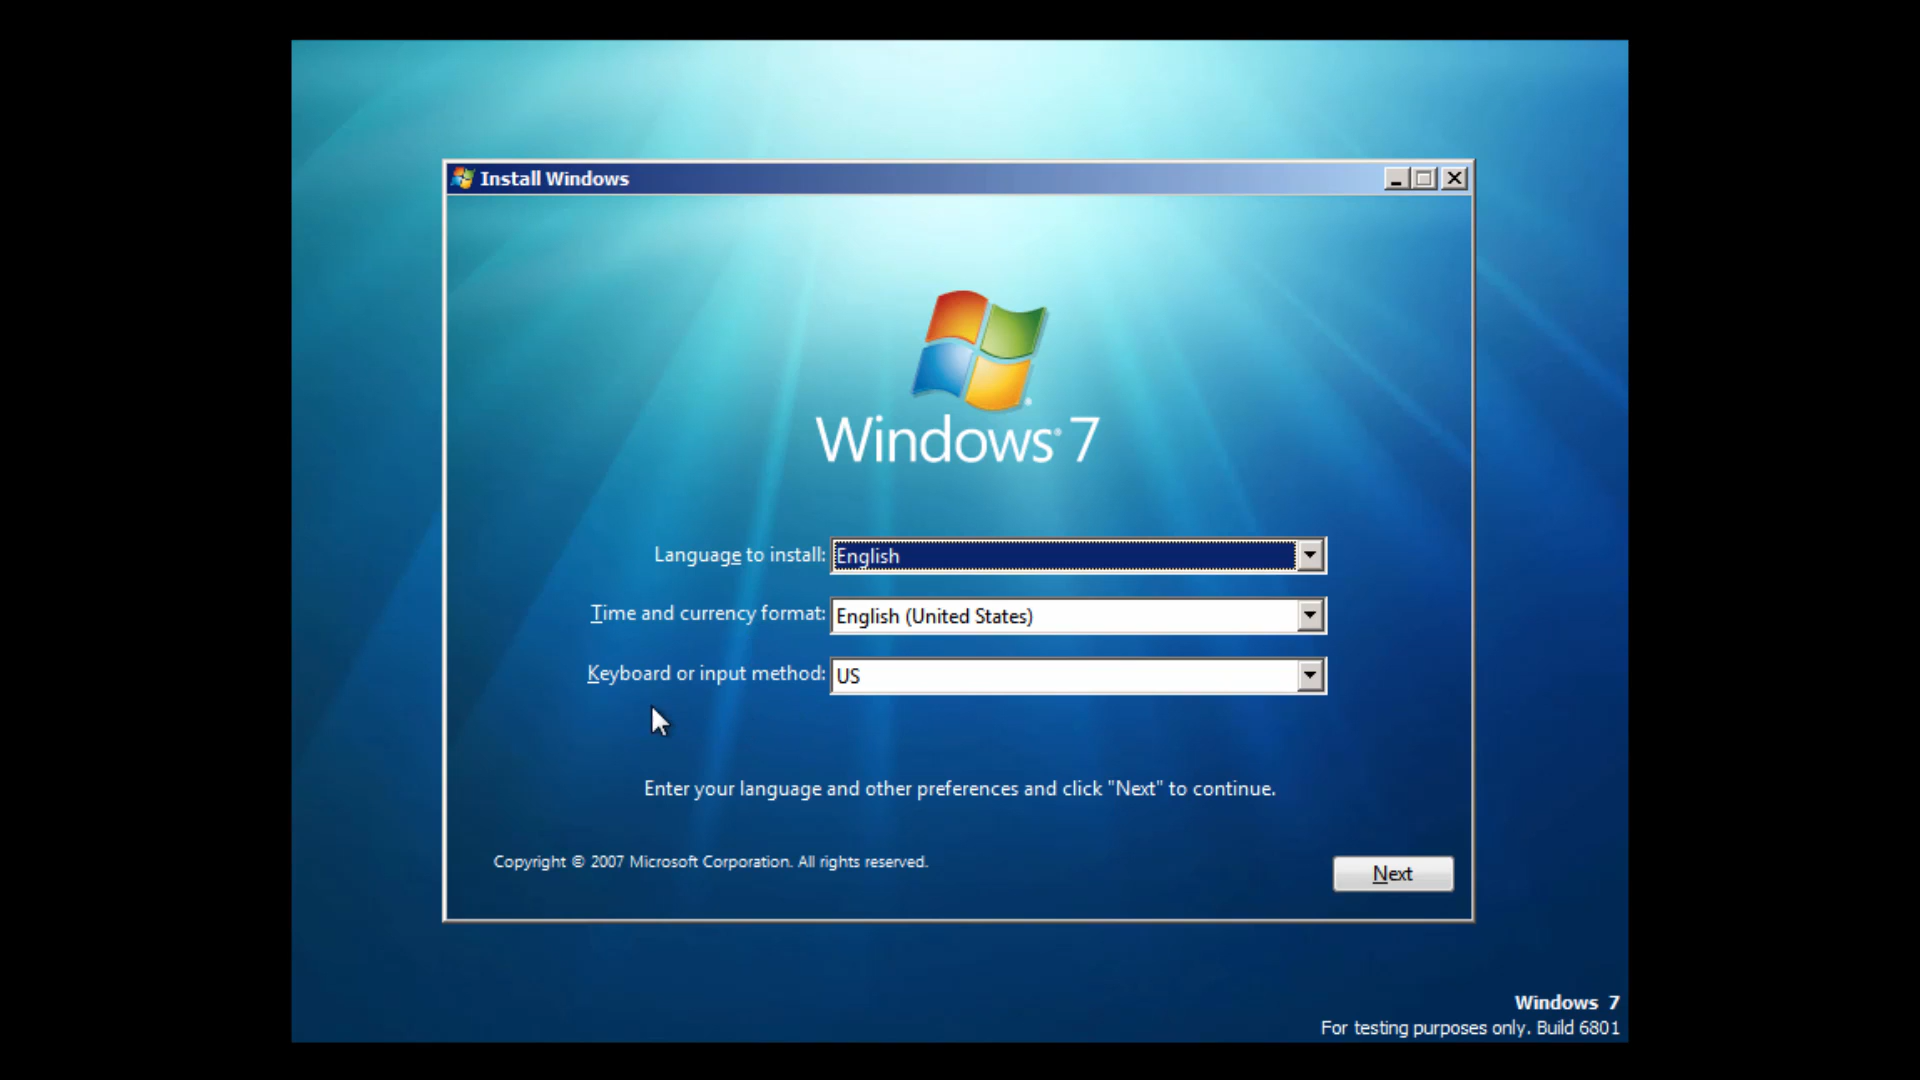 Install Windows
Windows® 7
Language to install: English
Time and currency format: English (United States)
Keyboard or input method: US
Enter your language and other preferences and click "Next" to continue.
Copyright © 2007 Microsoft Corporation. All rights reserved.
Next
Windows 7
For testing purposes only. Build 6801